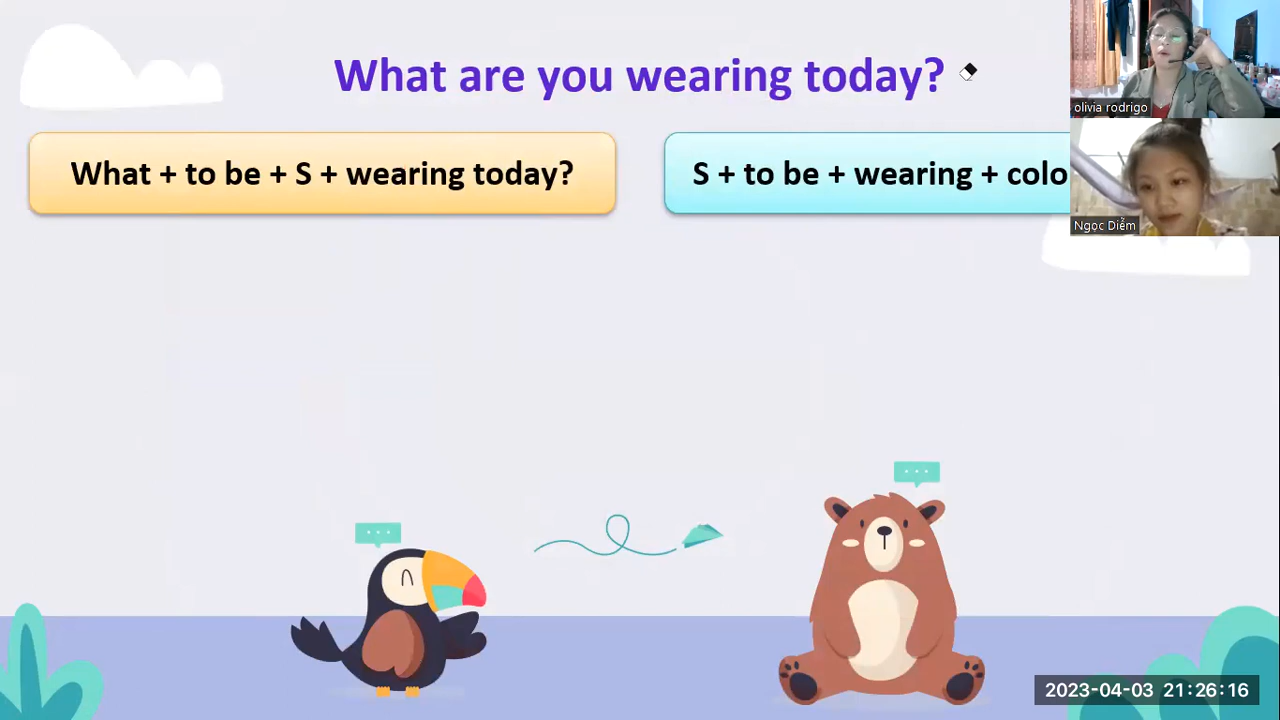 What are you wearing today?
What + to be + S + wearing today?
S + to be + wearing + colo
olivia rodrigo
Ngọc Diễm
2023-04-03 21:26:16